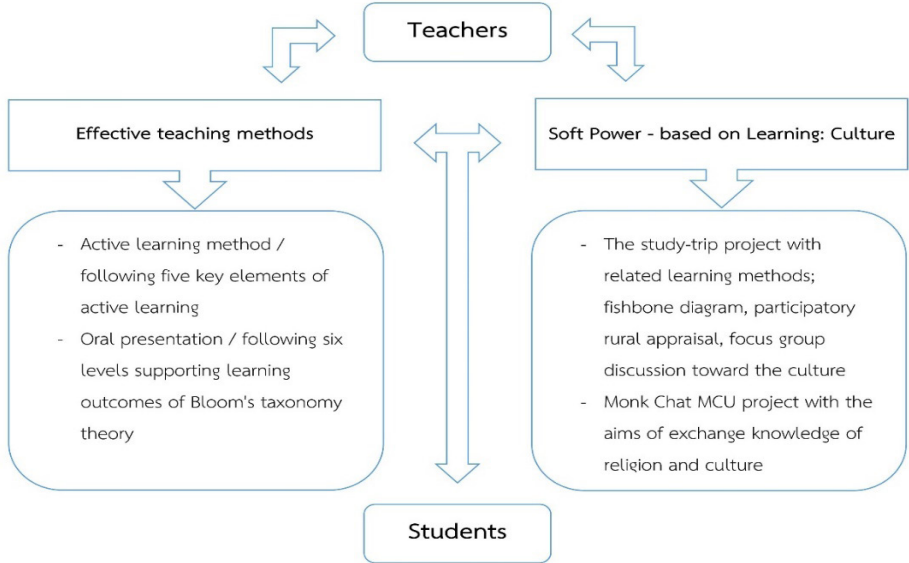 Teachers
Effective teaching methods
Soft Power - based on Learning: Culture
- Active learning method /
following five key elements of
active learning
- Oral presentation / following six
levels supporting learning
outcomes of Bloom's taxonomy
theory
- The study-trip project with
related learning methods;
fishbone diagram, participatory
rural appraisal, focus group
discussion toward the culture
- Monk Chat MCU project with the
aims of exchange knowledge of
religion and culture
Students